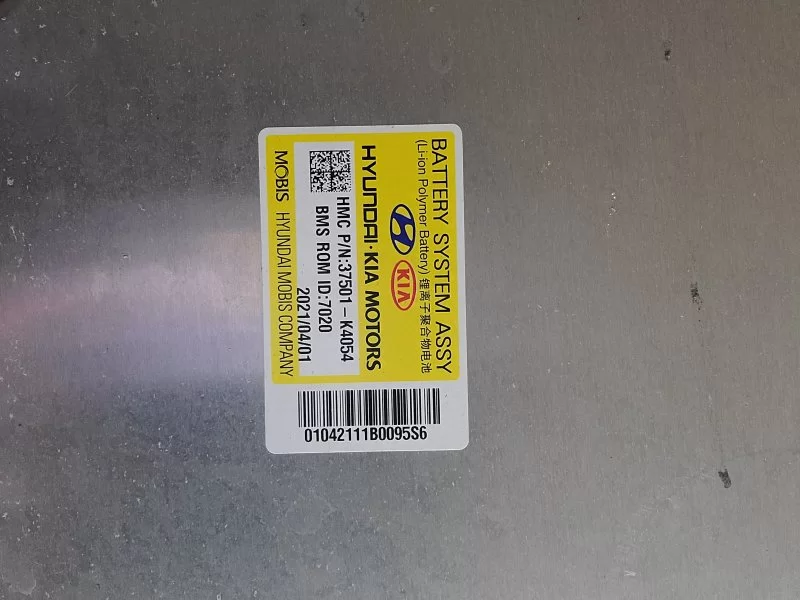 BATTERY SYSTEM ASSY
(Li-ion Polymer Battery) 锂离子聚合物电池
KIA
HYUNDAI·KIA MOTORS
HMC P/N:37501-K4054
BMS ROM ID:7020
2021/04/01
MOBIS HYUNDAI MOBIS COMPANY
01042111B0095S6